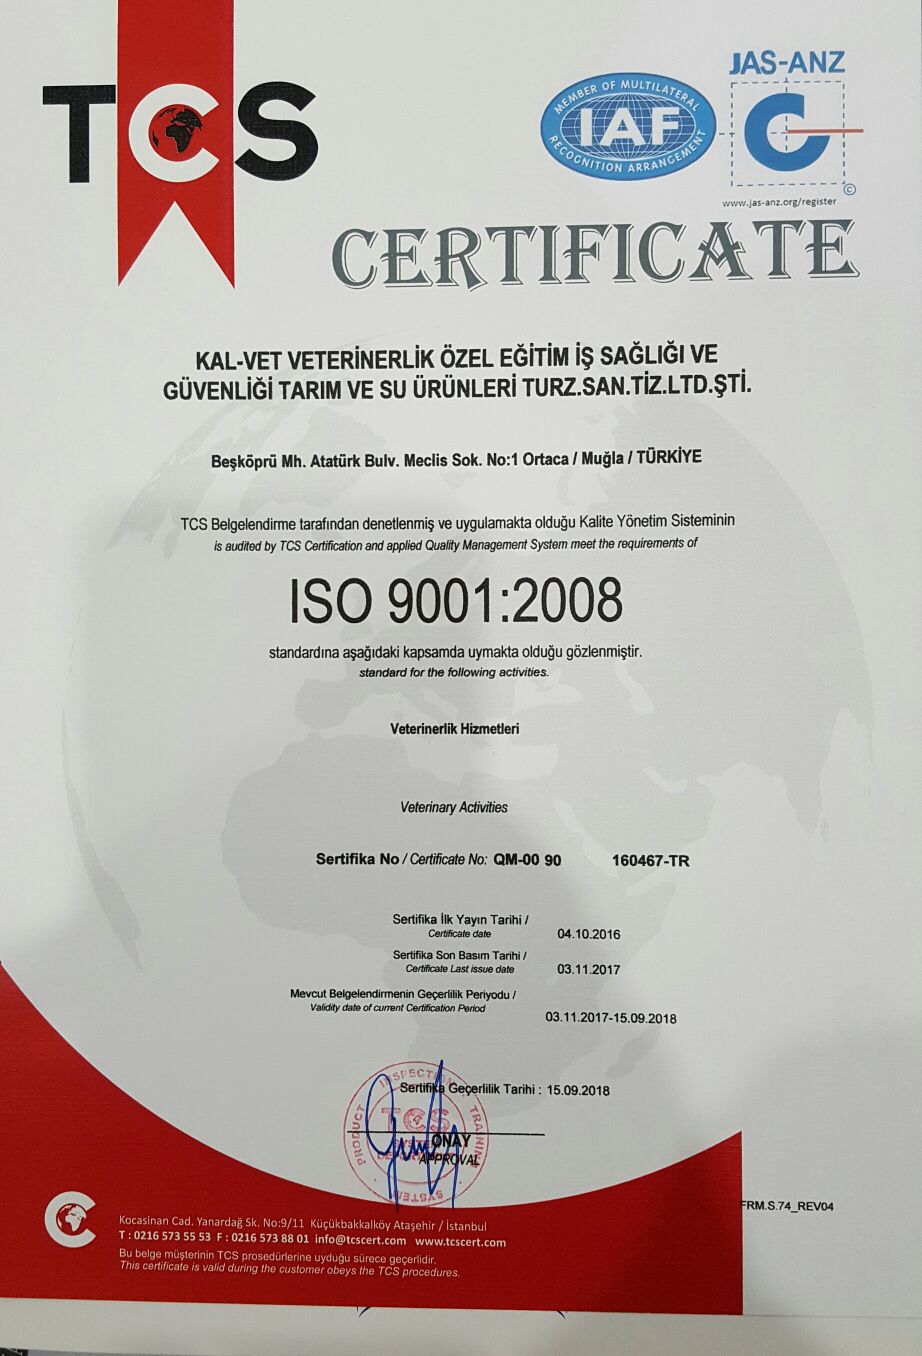 TCS
MEMBER OF MULTILATERAL
IAF
RECOGNITION ARRANGEMENT
JAS-ANZ
©
www.jas-anz.org/register
CERTIFICATE
KAL-VET VETERİNERLİK ÖZEL EĞİTİM İŞ SAĞLIĞI VE
GÜVENLİĞİ TARIM VE SU ÜRÜNLERİ TURZ.SAN.TİZ.LTD.ŞTİ.
Beşköprü Mh. Atatürk Bulv. Meclis Sok. No:1 Ortaca / Muğla / TÜRKİYE
TCS Belgelendirme tarafından denetlenmiş ve uygulamakta olduğu Kalite Yönetim Sisteminin
is audited by TCS Certification and applied Quality Management System meet the requirements of
ISO 9001:2008
standardına aşağıdaki kapsamda uymakta olduğu gözlenmiştir.
standard for the following activities.
Veterinerlik Hizmetleri
Veterinary Activities
Sertifika No / Certificate No: QM-00 90 160467-TR
Sertifika İlk Yayın Tarihi /
Certificate date 04.10.2016
Sertifika Son Basım Tarihi /
Certificate Last issue date 03.11.2017
Mevcut Belgelendirmenin Geçerlilik Periyodu /
Validity date of current Certification Period
03.11.2017-15.09.2018
Sertifika Geçerlilik Tarihi : 15.09.2018
PRODUCT INSPECTION TRAINING SYSTEM
TCS
ONAY
APPROVAL
FRM.S.74_REV04
Kocasinan Cad. Yanardağ Sk. No:9/11 Küçükbakkalköy Ataşehir / İstanbul
T : 0216 573 55 53 F : 0216 573 88 01 info@tcscert.com www.tcscert.com
Bu belge müşterinin TCS prosedürlerine uyduğu sürece geçerlidir.
This certificate is valid during the customer obeys the TCS procedures.